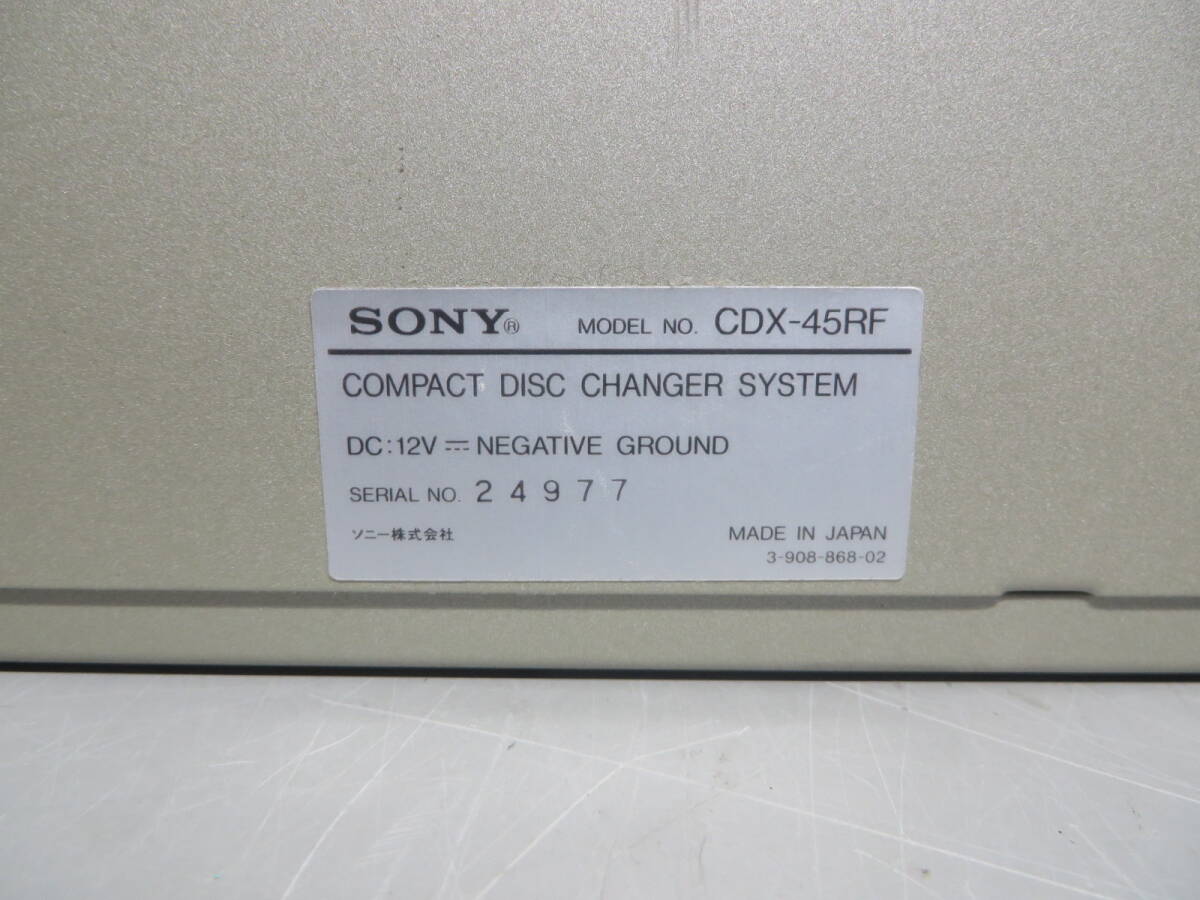 SONY® MODEL NO. CDX-45RF
COMPACT DISC CHANGER SYSTEM
DC:12V ⎓ NEGATIVE GROUND
SERIAL NO. 24977
ソニー株式会社 MADE IN JAPAN
3-908-868-02